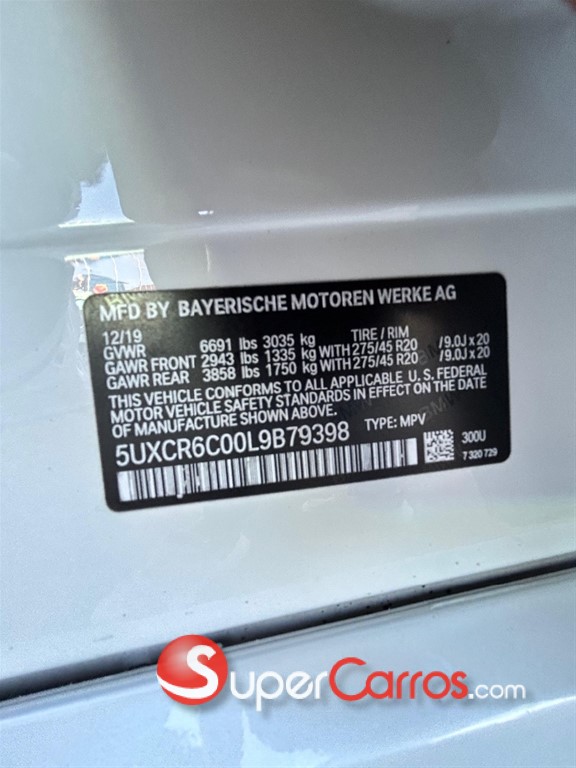 MFD BY BAYERISCHE MOTOREN WERKE AG
12/19 TIRE / RIM
GVWR 6691 lbs 3035 kg
GAWR FRONT 2943 lbs 1335 kg WITH 275/45 R20 /9.0J x 20
GAWR REAR 3858 lbs 1750 kg WITH 275/45 R20 /9.0J x 20
THIS VEHICLE CONFORMS TO ALL APPLICABLE U.S. FEDERAL
MOTOR VEHICLE SAFETY STANDARDS IN EFFECT ON THE DATE
OF MANUFACTURE SHOWN ABOVE.
5UXCR6C00L9B79398 TYPE: MPV
300U
7 320 729
SuperCarros.com